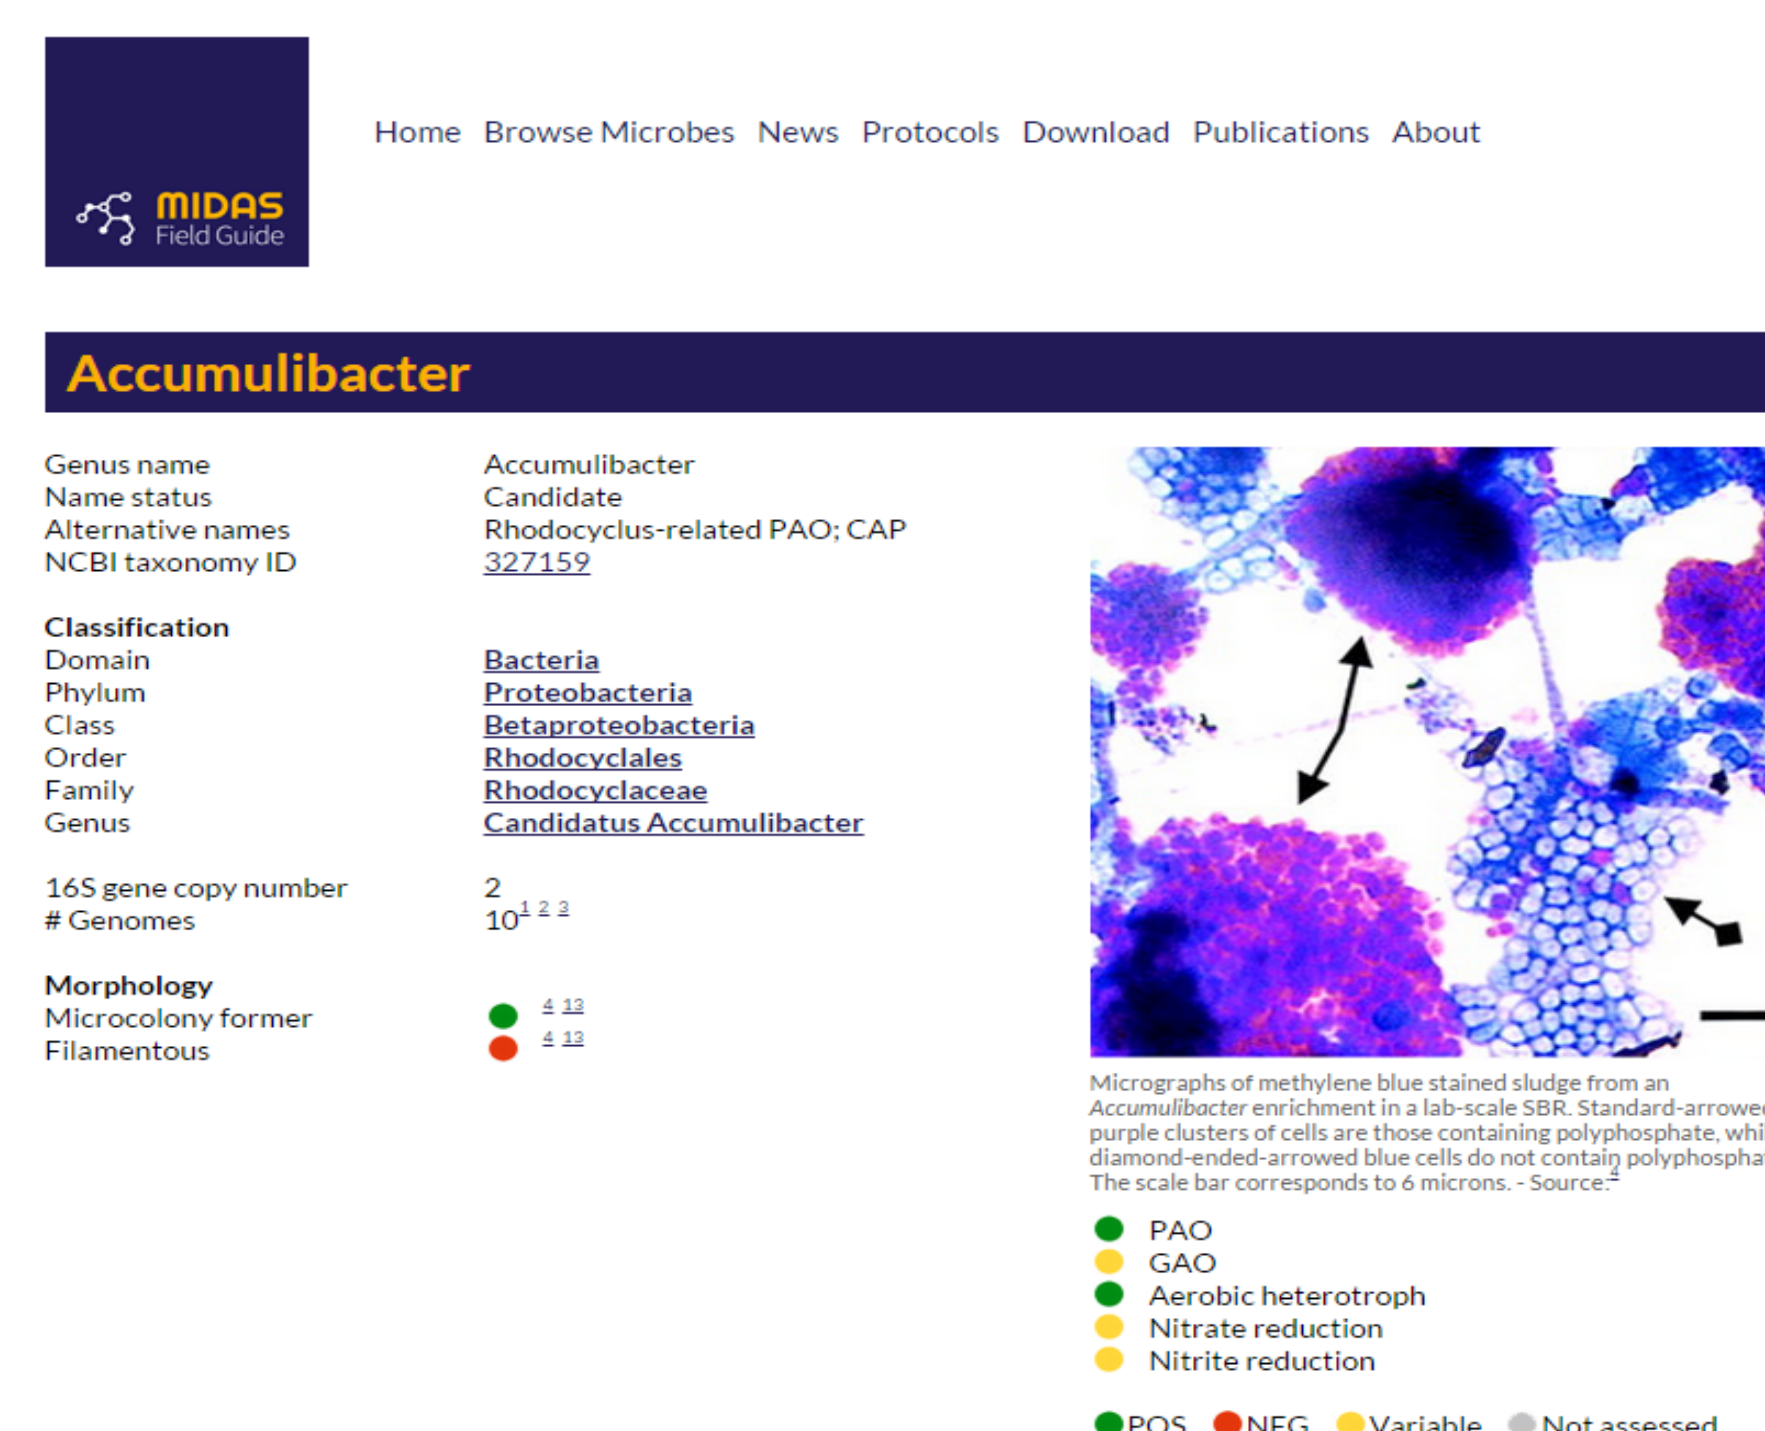 Home Browse Microbes News Protocols Download Publications About
MIDAS
Field Guide
Accumulibacter
Genus name Accumulibacter
Name status Candidate
Alternative names Rhodocyclus-related PAO; CAP
NCBI taxonomy ID 327159
Classification
Domain Bacteria
Phylum Proteobacteria
Class Betaproteobacteria
Order Rhodocyclales
Family Rhodocyclaceae
Genus Candidatus Accumulibacter
16S gene copy number 2
# Genomes 10 1 2 3
Morphology
Microcolony former 4 13
Filamentous 4 13
Micrographs of methylene blue stained sludge from an
Accumulibacter enrichment in a lab-scale SBR. Standard-arrowed
purple clusters of cells are those containing polyphosphate, whi
diamond-ended-arrowed blue cells do not contain polyphospha
The scale bar corresponds to 6 microns. - Source: 4
PAO
GAO
Aerobic heterotroph
Nitrate reduction
Nitrite reduction
POS NEG Variable Not assessed